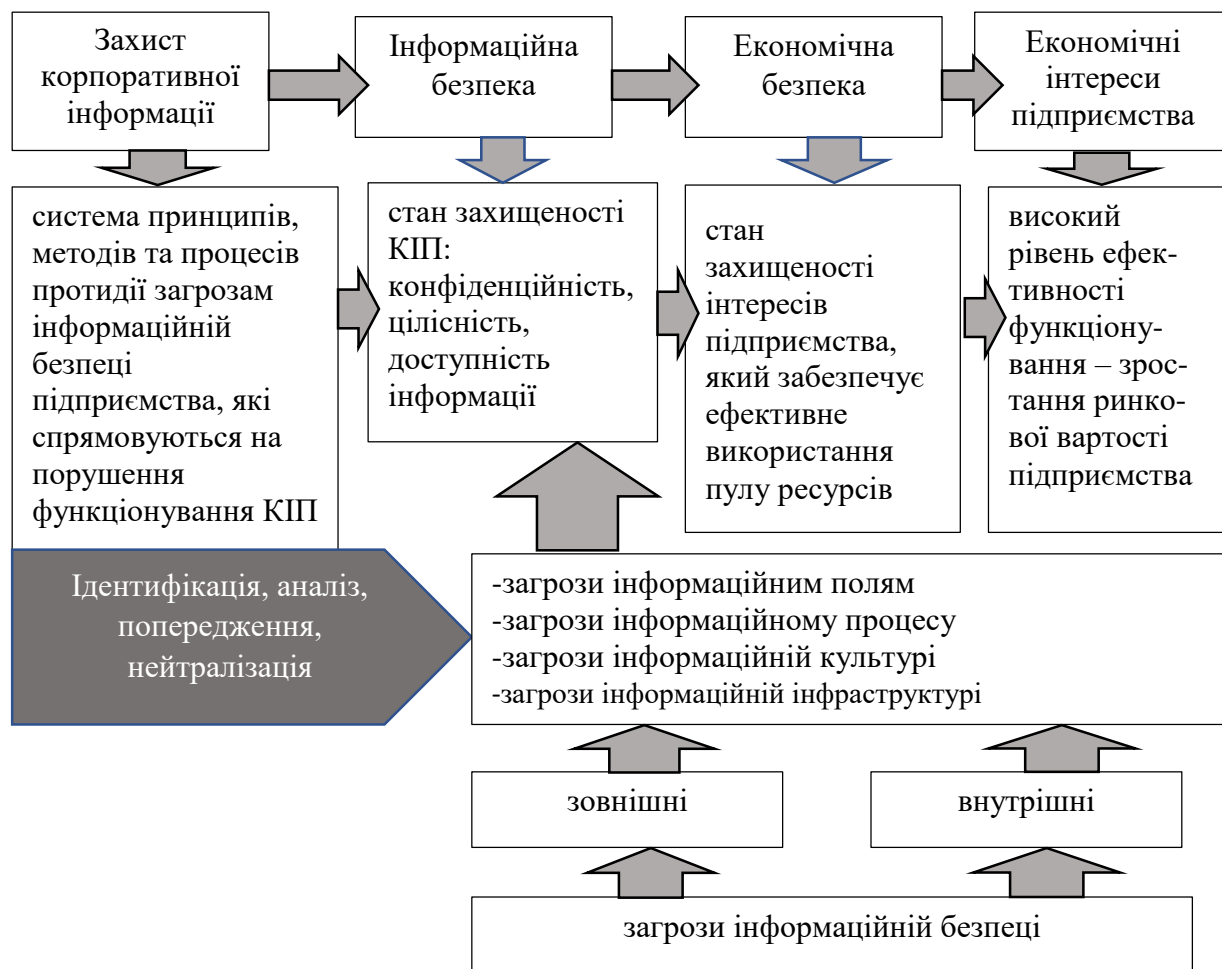 Захист
корпоративної
інформації
Інформаційна
безпека
Економічна
безпека
Економічні
інтереси
підприємства
система принципів,
методів та процесів
протидії загрозам
інформаційній
безпеці
підприємства, які
спрямовуються на
порушення
функціонування КІП
стан захищеності
КІП:
конфіденційність,
цілісність,
доступність
інформації
стан
захищеності
інтересів
підприємства,
який забезпечує
ефективне
використання
пулу ресурсів
високий
рівень ефек-
тивності
функціону-
вання – зрос-
тання ринко-
вої вартості
підприємства
Ідентифікація, аналіз,
попередження,
нейтралізація
-загрози інформаційним полям
-загрози інформаційному процесу
-загрози інформаційній культурі
-загрози інформаційній інфраструктурі
зовнішні
внутрішні
загрози інформаційній безпеці